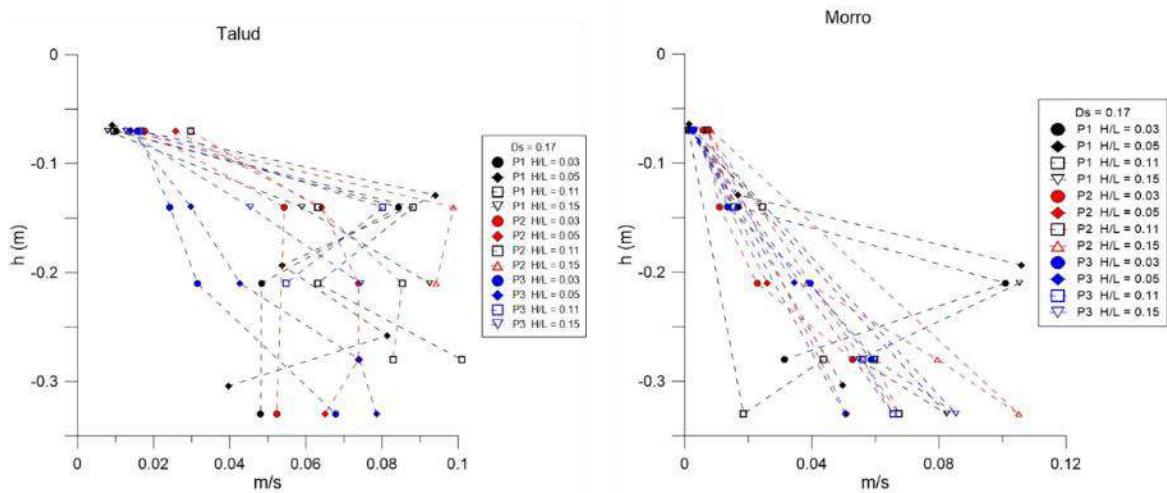 Talud
0
-0.1
-0.2
-0.3
h (m)
0
0.02
0.04
0.06
0.08
0.1
m/s
Ds = 0.17
P1 H/L = 0.03
P1 H/L = 0.05
P1 H/L = 0.11
P1 H/L = 0.15
P2 H/L = 0.03
P2 H/L = 0.05
P2 H/L = 0.11
P2 H/L = 0.15
P3 H/L = 0.03
P3 H/L = 0.05
P3 H/L = 0.11
P3 H/L = 0.15
Morro
0
-0.1
-0.2
-0.3
h (m)
0
0.04
0.08
0.12
m/s
Ds = 0.17
P1 H/L = 0.03
P1 H/L = 0.05
P1 H/L = 0.11
P1 H/L = 0.15
P2 H/L = 0.03
P2 H/L = 0.05
P2 H/L = 0.11
P2 H/L = 0.15
P3 H/L = 0.03
P3 H/L = 0.05
P3 H/L = 0.11
P3 H/L = 0.15